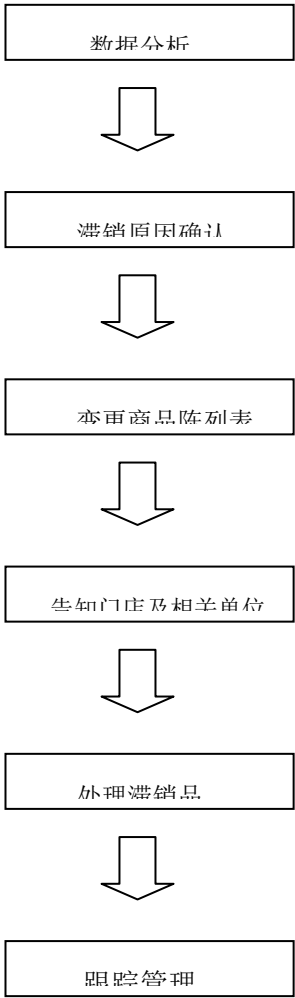 数据分析
滞销原因确认
变更商品陈列表
告知门店及相关单位
处理滞销品
跟踪管理